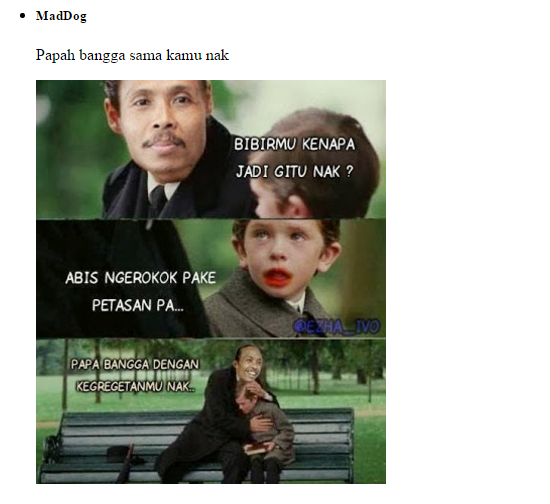 MadDog
Papah bangga sama kamu nak
BIBIRMU KENAPA
JADI GITU NAK ?
ABIS NGEROKOK PAKE
PETASAN PA...
@EZHA_IVO
PAPA BANGGA DENGAN
KEGREGETANMU NAK..